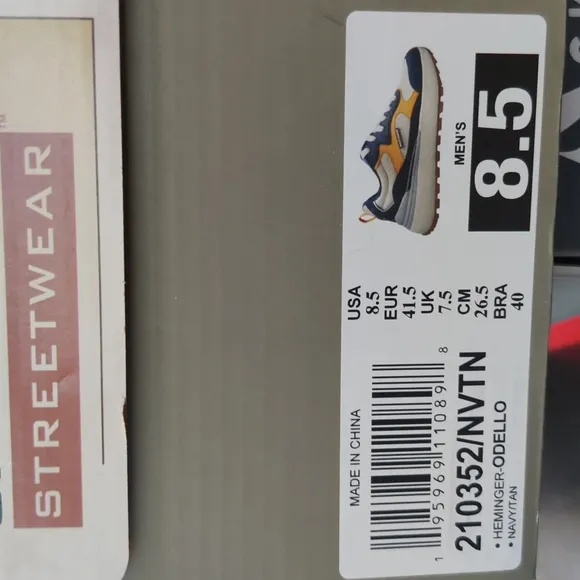 STREETWEAR
TM
MEN'S
8.5
USA
8.5
EUR
41.5
UK
7.5
CM
26.5
BRA
40
MADE IN CHINA
1 95969 11089 8
210352/NVTN
• HEMINGER-ODELLO
• NAVY/TAN